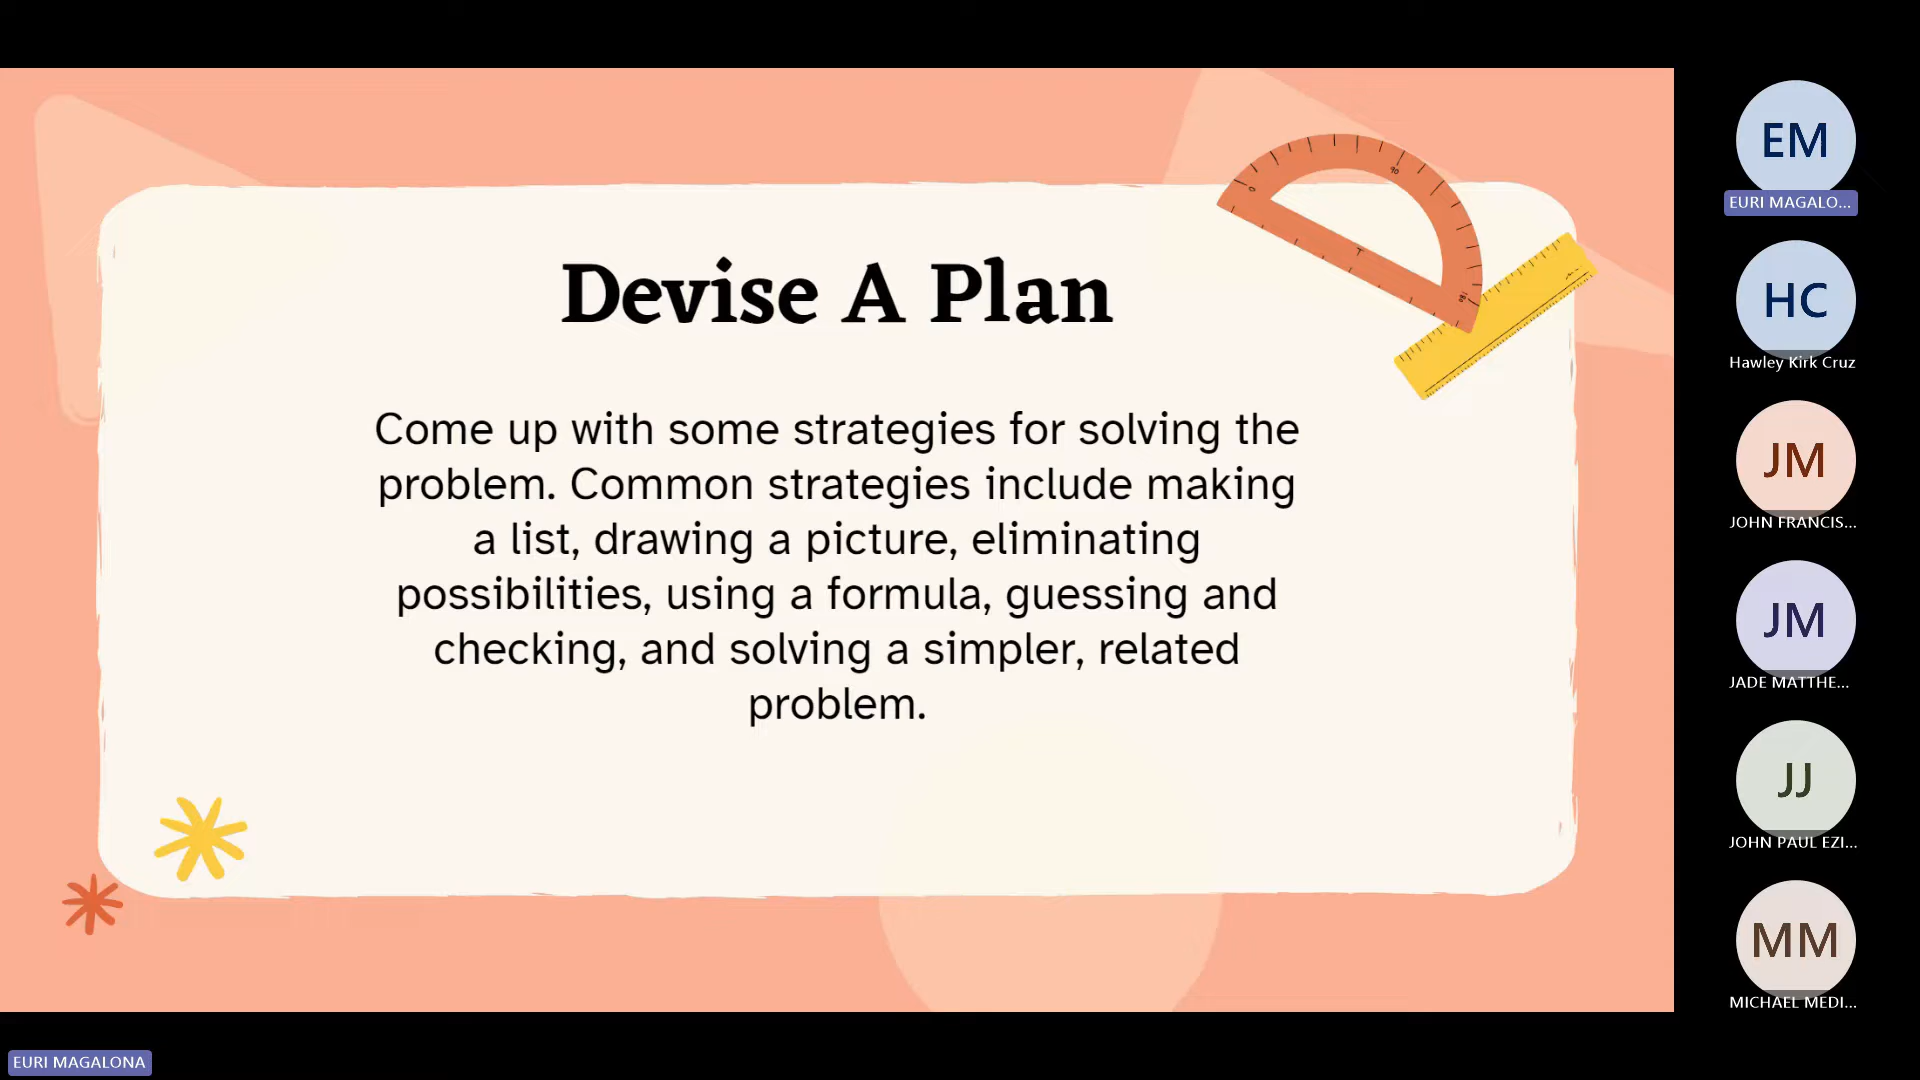 Devise A Plan
Come up with some strategies for solving the
problem. Common strategies include making
a list, drawing a picture, eliminating
possibilities, using a formula, guessing and
checking, and solving a simpler, related
problem.
EM
EURI MAGALO...
HC
Hawley Kirk Cruz
JM
JOHN FRANCIS...
JM
JADE MATTHE...
JJ
JOHN PAUL EZI...
MM
MICHAEL MEDI...
EURI MAGALONA